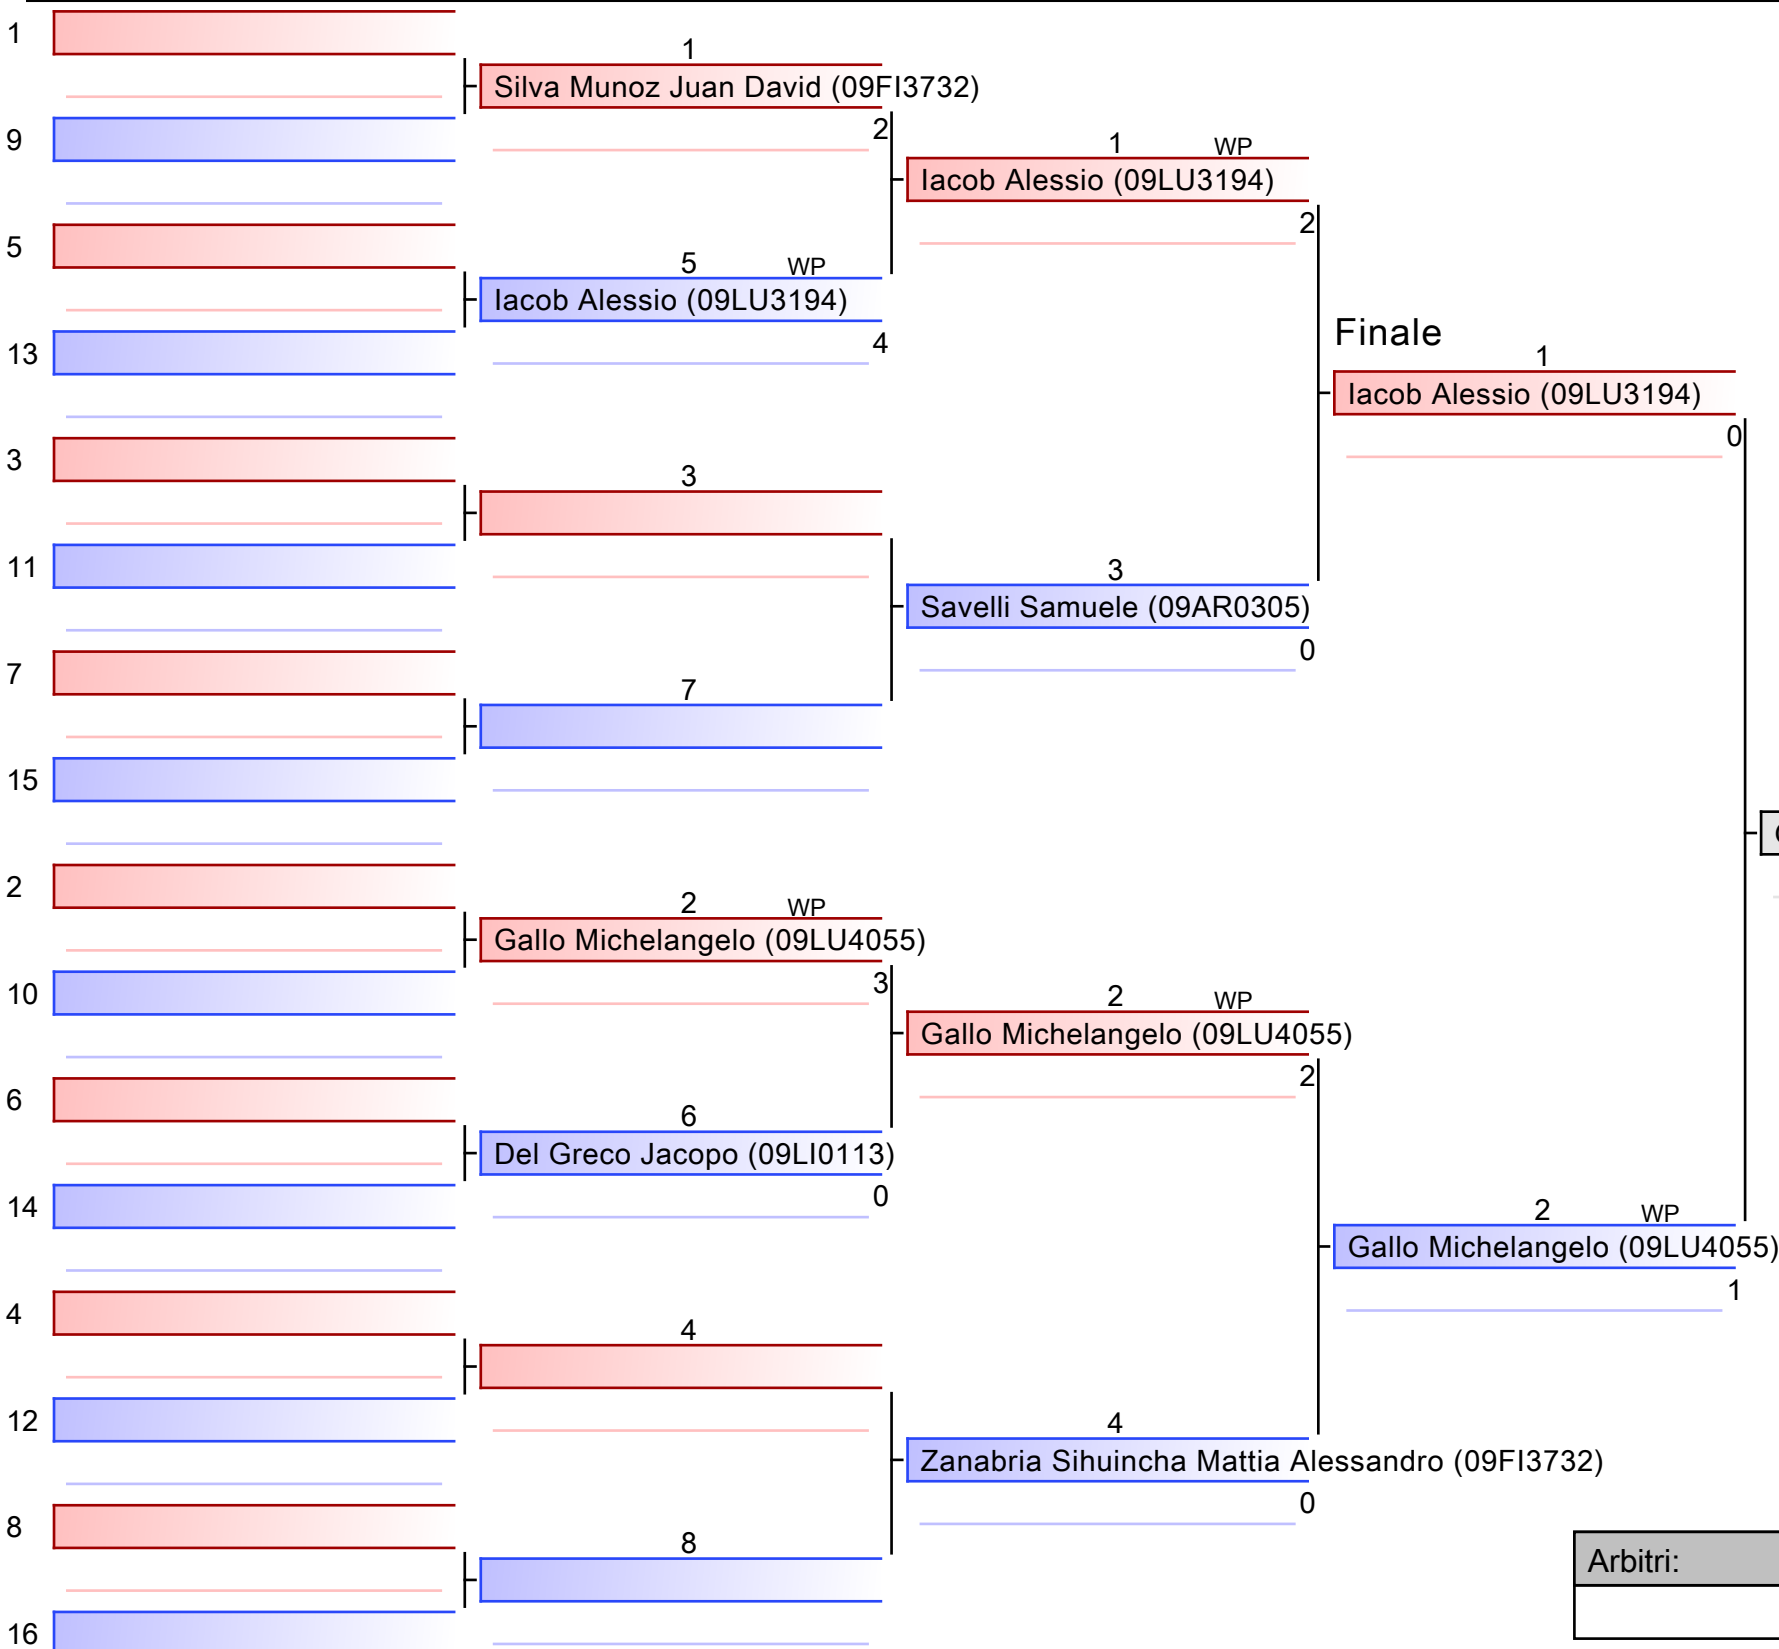 1
1
Silva Munoz Juan David (09FI3732)
2
9
1 WP
Iacob Alessio (09LU3194)
2
5
5 WP
Iacob Alessio (09LU3194)
4
13
Finale
1
Iacob Alessio (09LU3194)
0
3
3
11
3
Savelli Samuele (09AR0305)
0
7
7
15
2
2 WP
Gallo Michelangelo (09LU4055)
3
10
2 WP
Gallo Michelangelo (09LU4055)
2
6
6
Del Greco Jacopo (09LI0113)
0
14
2 WP
Gallo Michelangelo (09LU4055)
1
4
4
12
4
Zanabria Sihuincha Mattia Alessandro (09FI3732)
0
8
8
Arbitri:
16